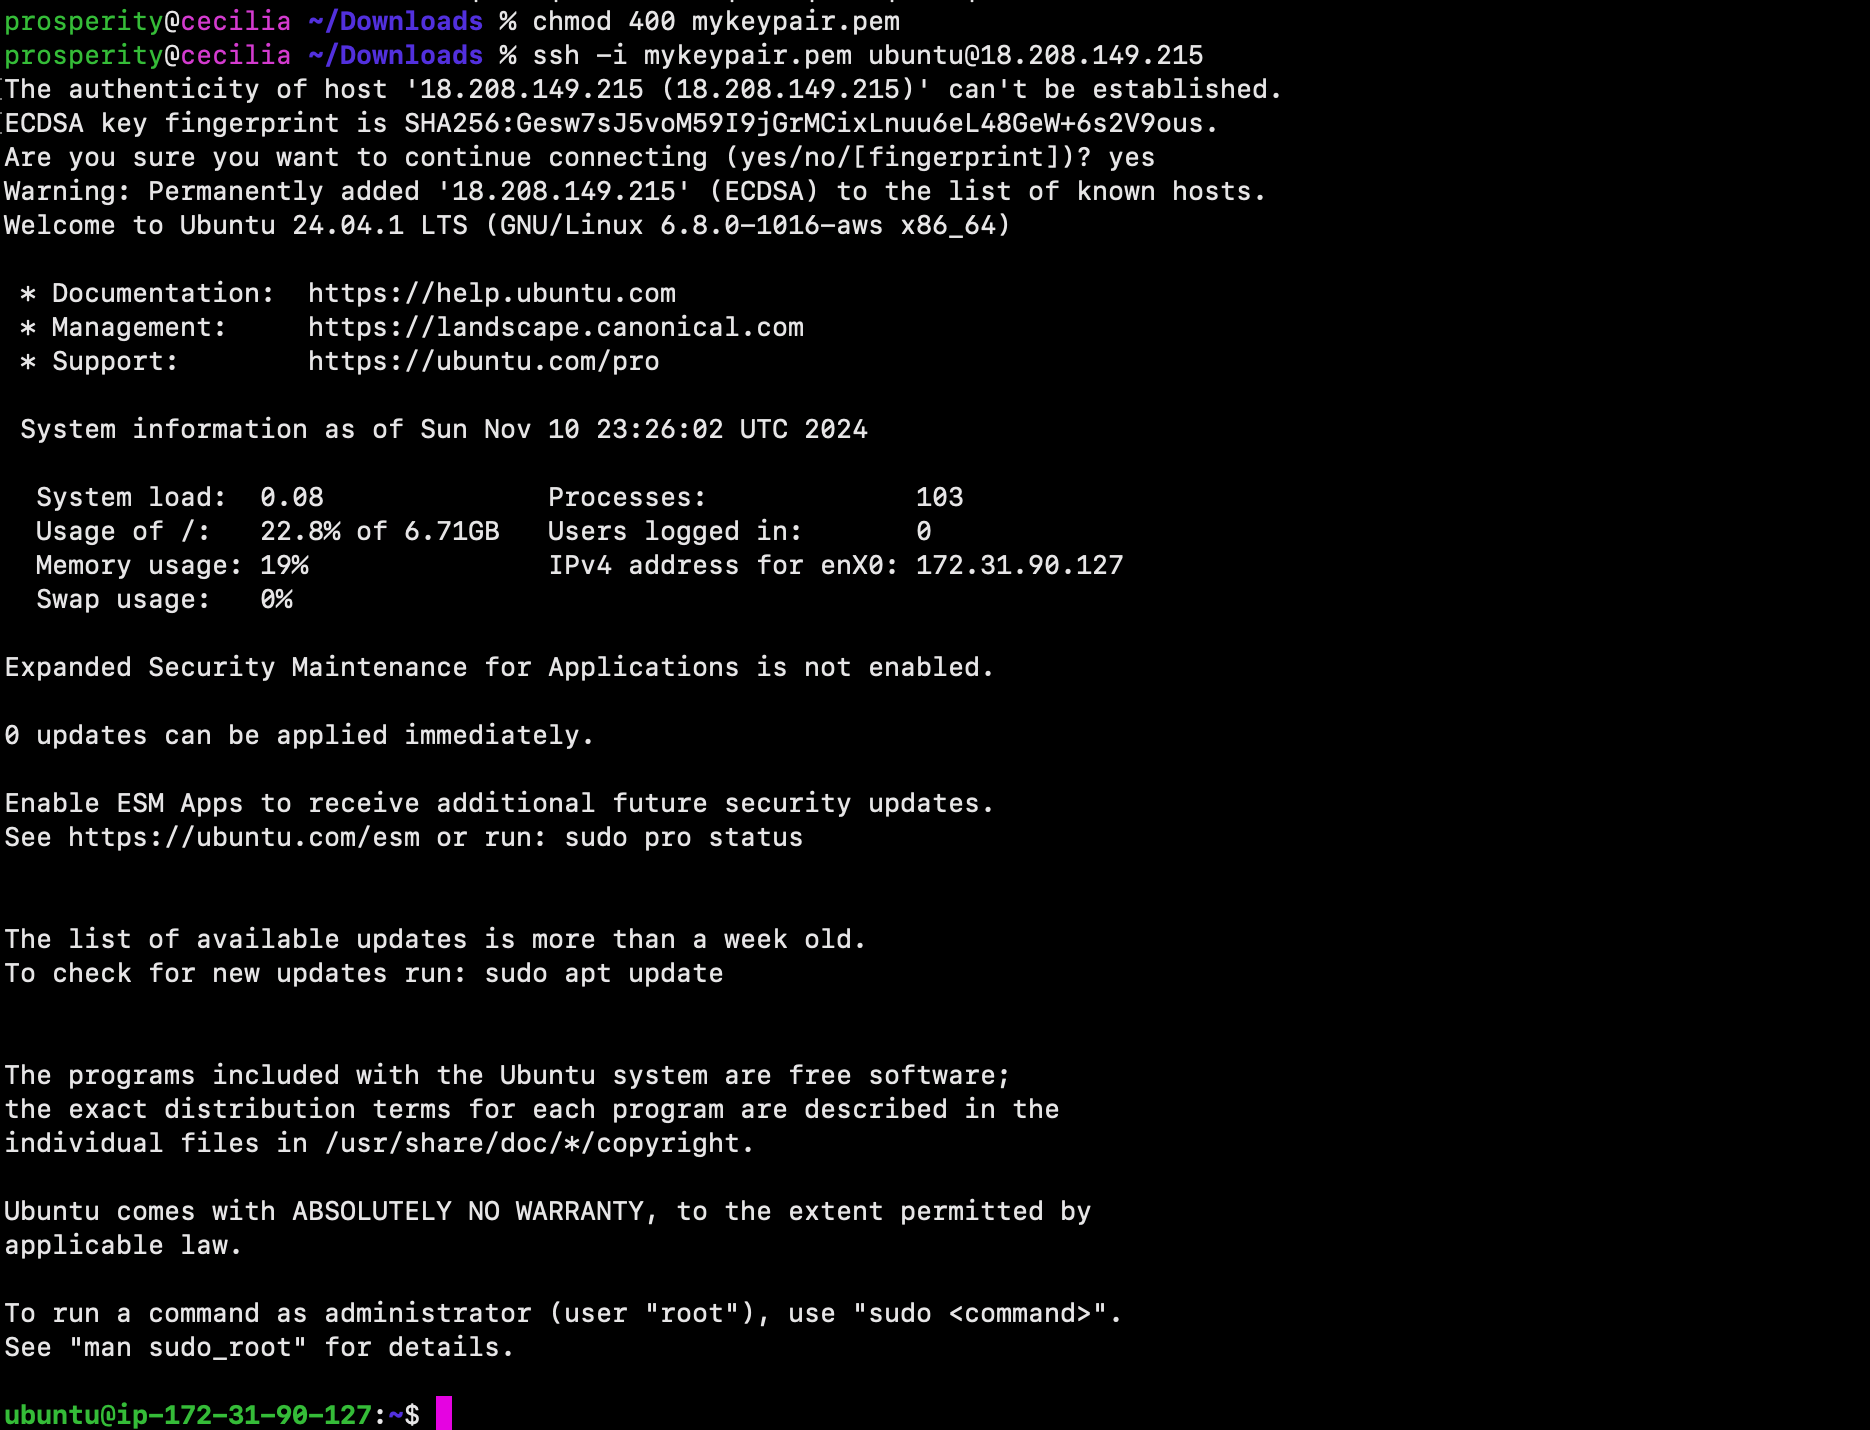 prosperity@cecilia ~/Downloads % chmod 400 mykeypair.pem
prosperity@cecilia ~/Downloads % ssh -i mykeypair.pem ubuntu@18.208.149.215
The authenticity of host '18.208.149.215 (18.208.149.215)' can't be established.
ECDSA key fingerprint is SHA256:Gesw7sJ5voM59I9jGrMCixLnuu6eL48GeW+6s2V9ous.
Are you sure you want to continue connecting (yes/no/[fingerprint])? yes
Warning: Permanently added '18.208.149.215' (ECDSA) to the list of known hosts.
Welcome to Ubuntu 24.04.1 LTS (GNU/Linux 6.8.0-1016-aws x86_64)
* Documentation:  https://help.ubuntu.com
* Management:     https://landscape.canonical.com
* Support:        https://ubuntu.com/pro
System information as of Sun Nov 10 23:26:02 UTC 2024
System load:  0.08              Processes:             103
Usage of /:   22.8% of 6.71GB   Users logged in:       0
Memory usage: 19%               IPv4 address for enX0: 172.31.90.127
Swap usage:   0%
Expanded Security Maintenance for Applications is not enabled.
0 updates can be applied immediately.
Enable ESM Apps to receive additional future security updates.
See https://ubuntu.com/esm or run: sudo pro status
The list of available updates is more than a week old.
To check for new updates run: sudo apt update
The programs included with the Ubuntu system are free software;
the exact distribution terms for each program are described in the
individual files in /usr/share/doc/*/copyright.
Ubuntu comes with ABSOLUTELY NO WARRANTY, to the extent permitted by
applicable law.
To run a command as administrator (user "root"), use "sudo <command>".
See "man sudo_root" for details.
ubuntu@ip-172-31-90-127:~$